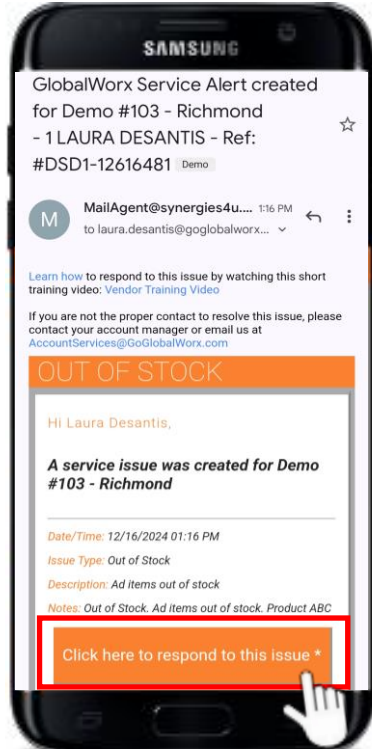 SAMSUNG
GlobalWorx Service Alert created
for Demo #103 - Richmond
- 1 LAURA DESANTIS - Ref:
#DSD1-12616481 Demo
M
MailAgent@synergies4u.... 1:16 PM
to laura.desantis@goglobalworx...
Learn how to respond to this issue by watching this short
training video: Vendor Training Video
If you are not the proper contact to resolve this issue, please
contact your account manager or email us at
AccountServices@GoGlobalWorx.com
OUT OF STOCK
Hi Laura Desantis,
A service issue was created for Demo
#103 - Richmond
Date/Time: 12/16/2024 01:16 PM
Issue Type: Out of Stock
Description: Ad items out of stock
Notes: Out of Stock. Ad items out of stock. Product ABC
Click here to respond to this issue *